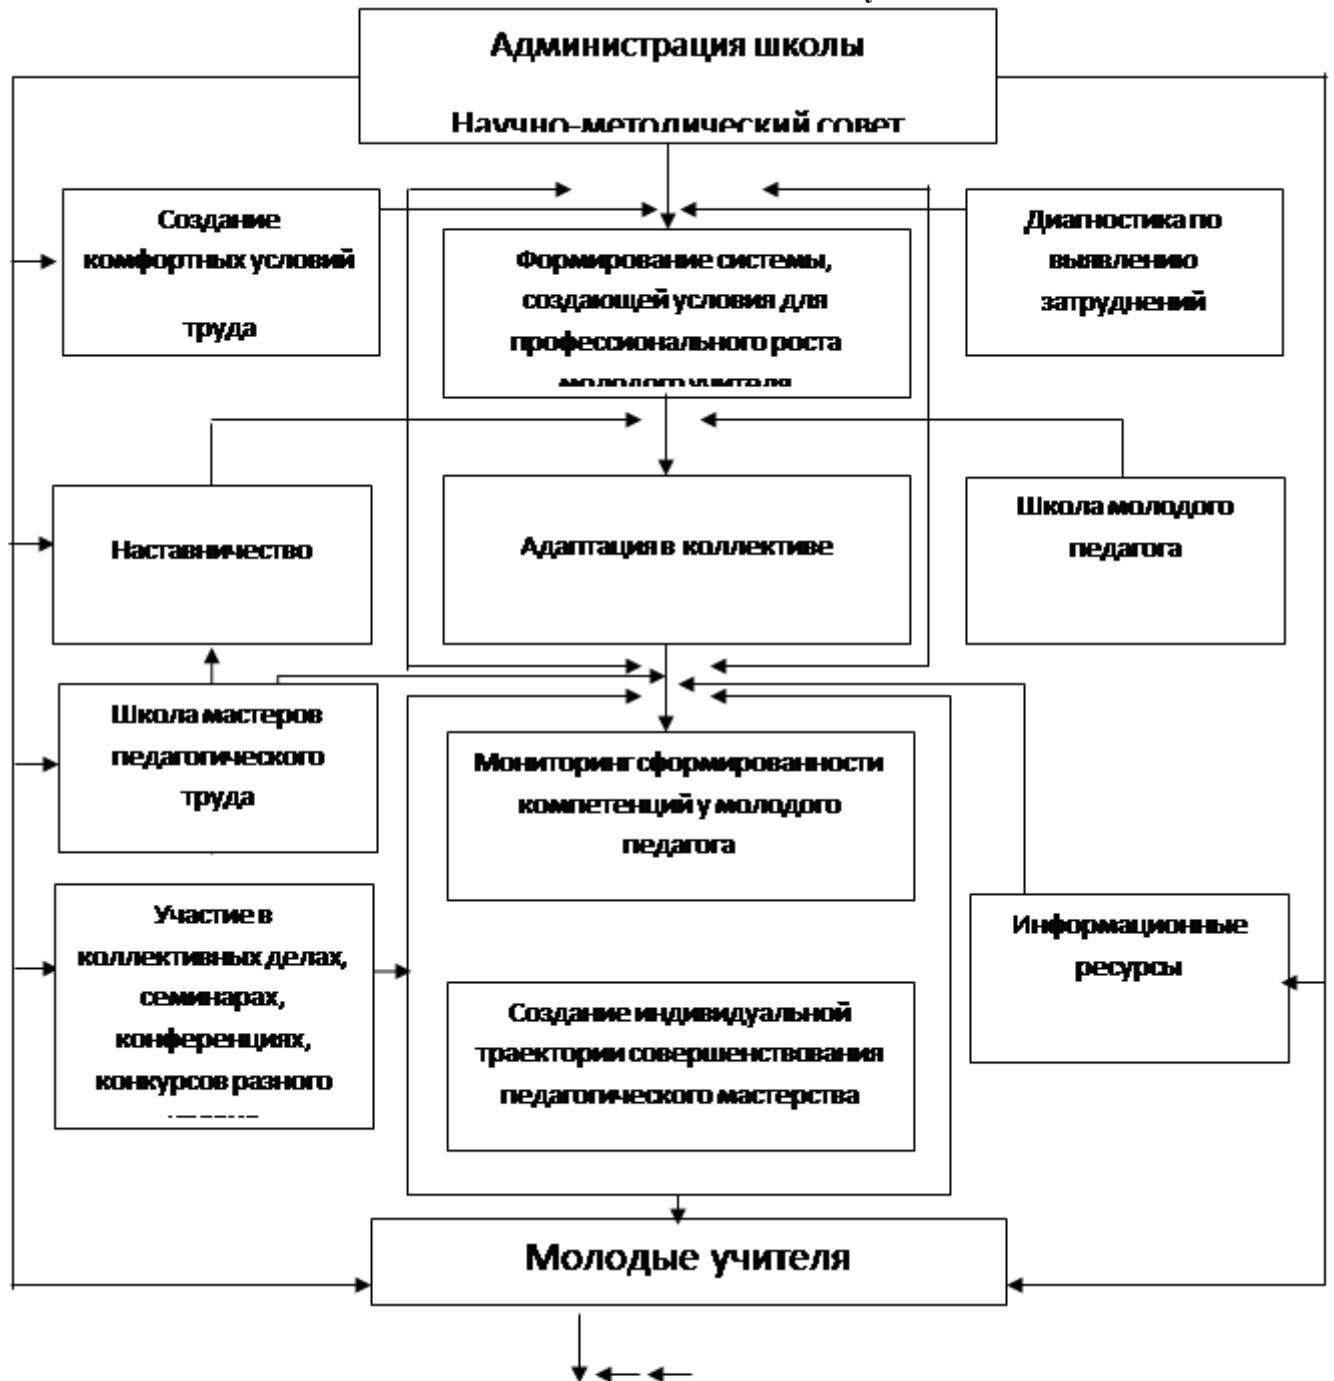 Администрация школы
Научно-методический совет
Создание
комфортных условий
труда
Формирование системы,
создающей условия для
профессионального роста
молодого учителя
Диагностика по
выявлению
затруднений
Наставничество
Адаптация в коллективе
Школа молодого
педагога
Школа мастеров
педагогического
труда
Мониторинг сформированности
компетенций у молодого
педагога
Участие в
коллективных делах,
семинарах,
конференциях,
конкурсов разного
Информационные
ресурсы
Создание индивидуальной
траектории совершенствования
педагогического мастерства
Молодые учителя